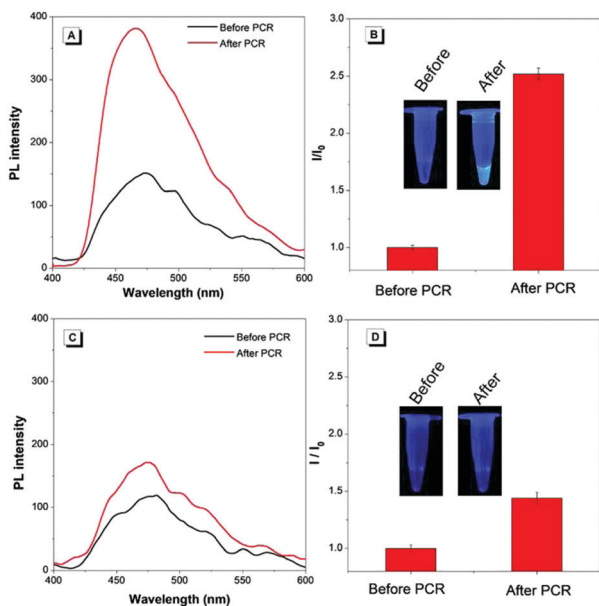 A
Before PCR
After PCR
PL intensity
400
300
200
100
0
400
450
500
550
600
Wavelength (nm)
B
Before
After
I/I0
3.0
2.5
2.0
1.5
1.0
Before PCR
After PCR
C
Before PCR
After PCR
PL intensity
400
300
200
100
0
400
450
500
550
600
Wavelength (nm)
D
Before
After
I / I0
3.0
2.5
2.0
1.5
1.0
Before PCR
After PCR